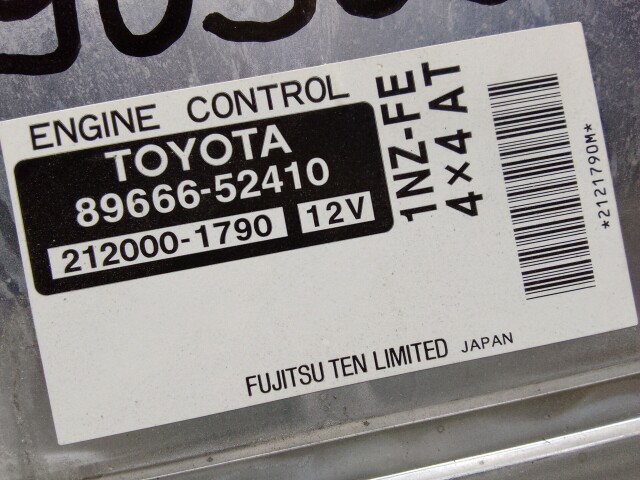 ENGINE CONTROL
TOYOTA
89666-52410
212000-1790 12V
1NZ-FE
4×4 AT
*2121790M*
FUJITSU TEN LIMITED JAPAN